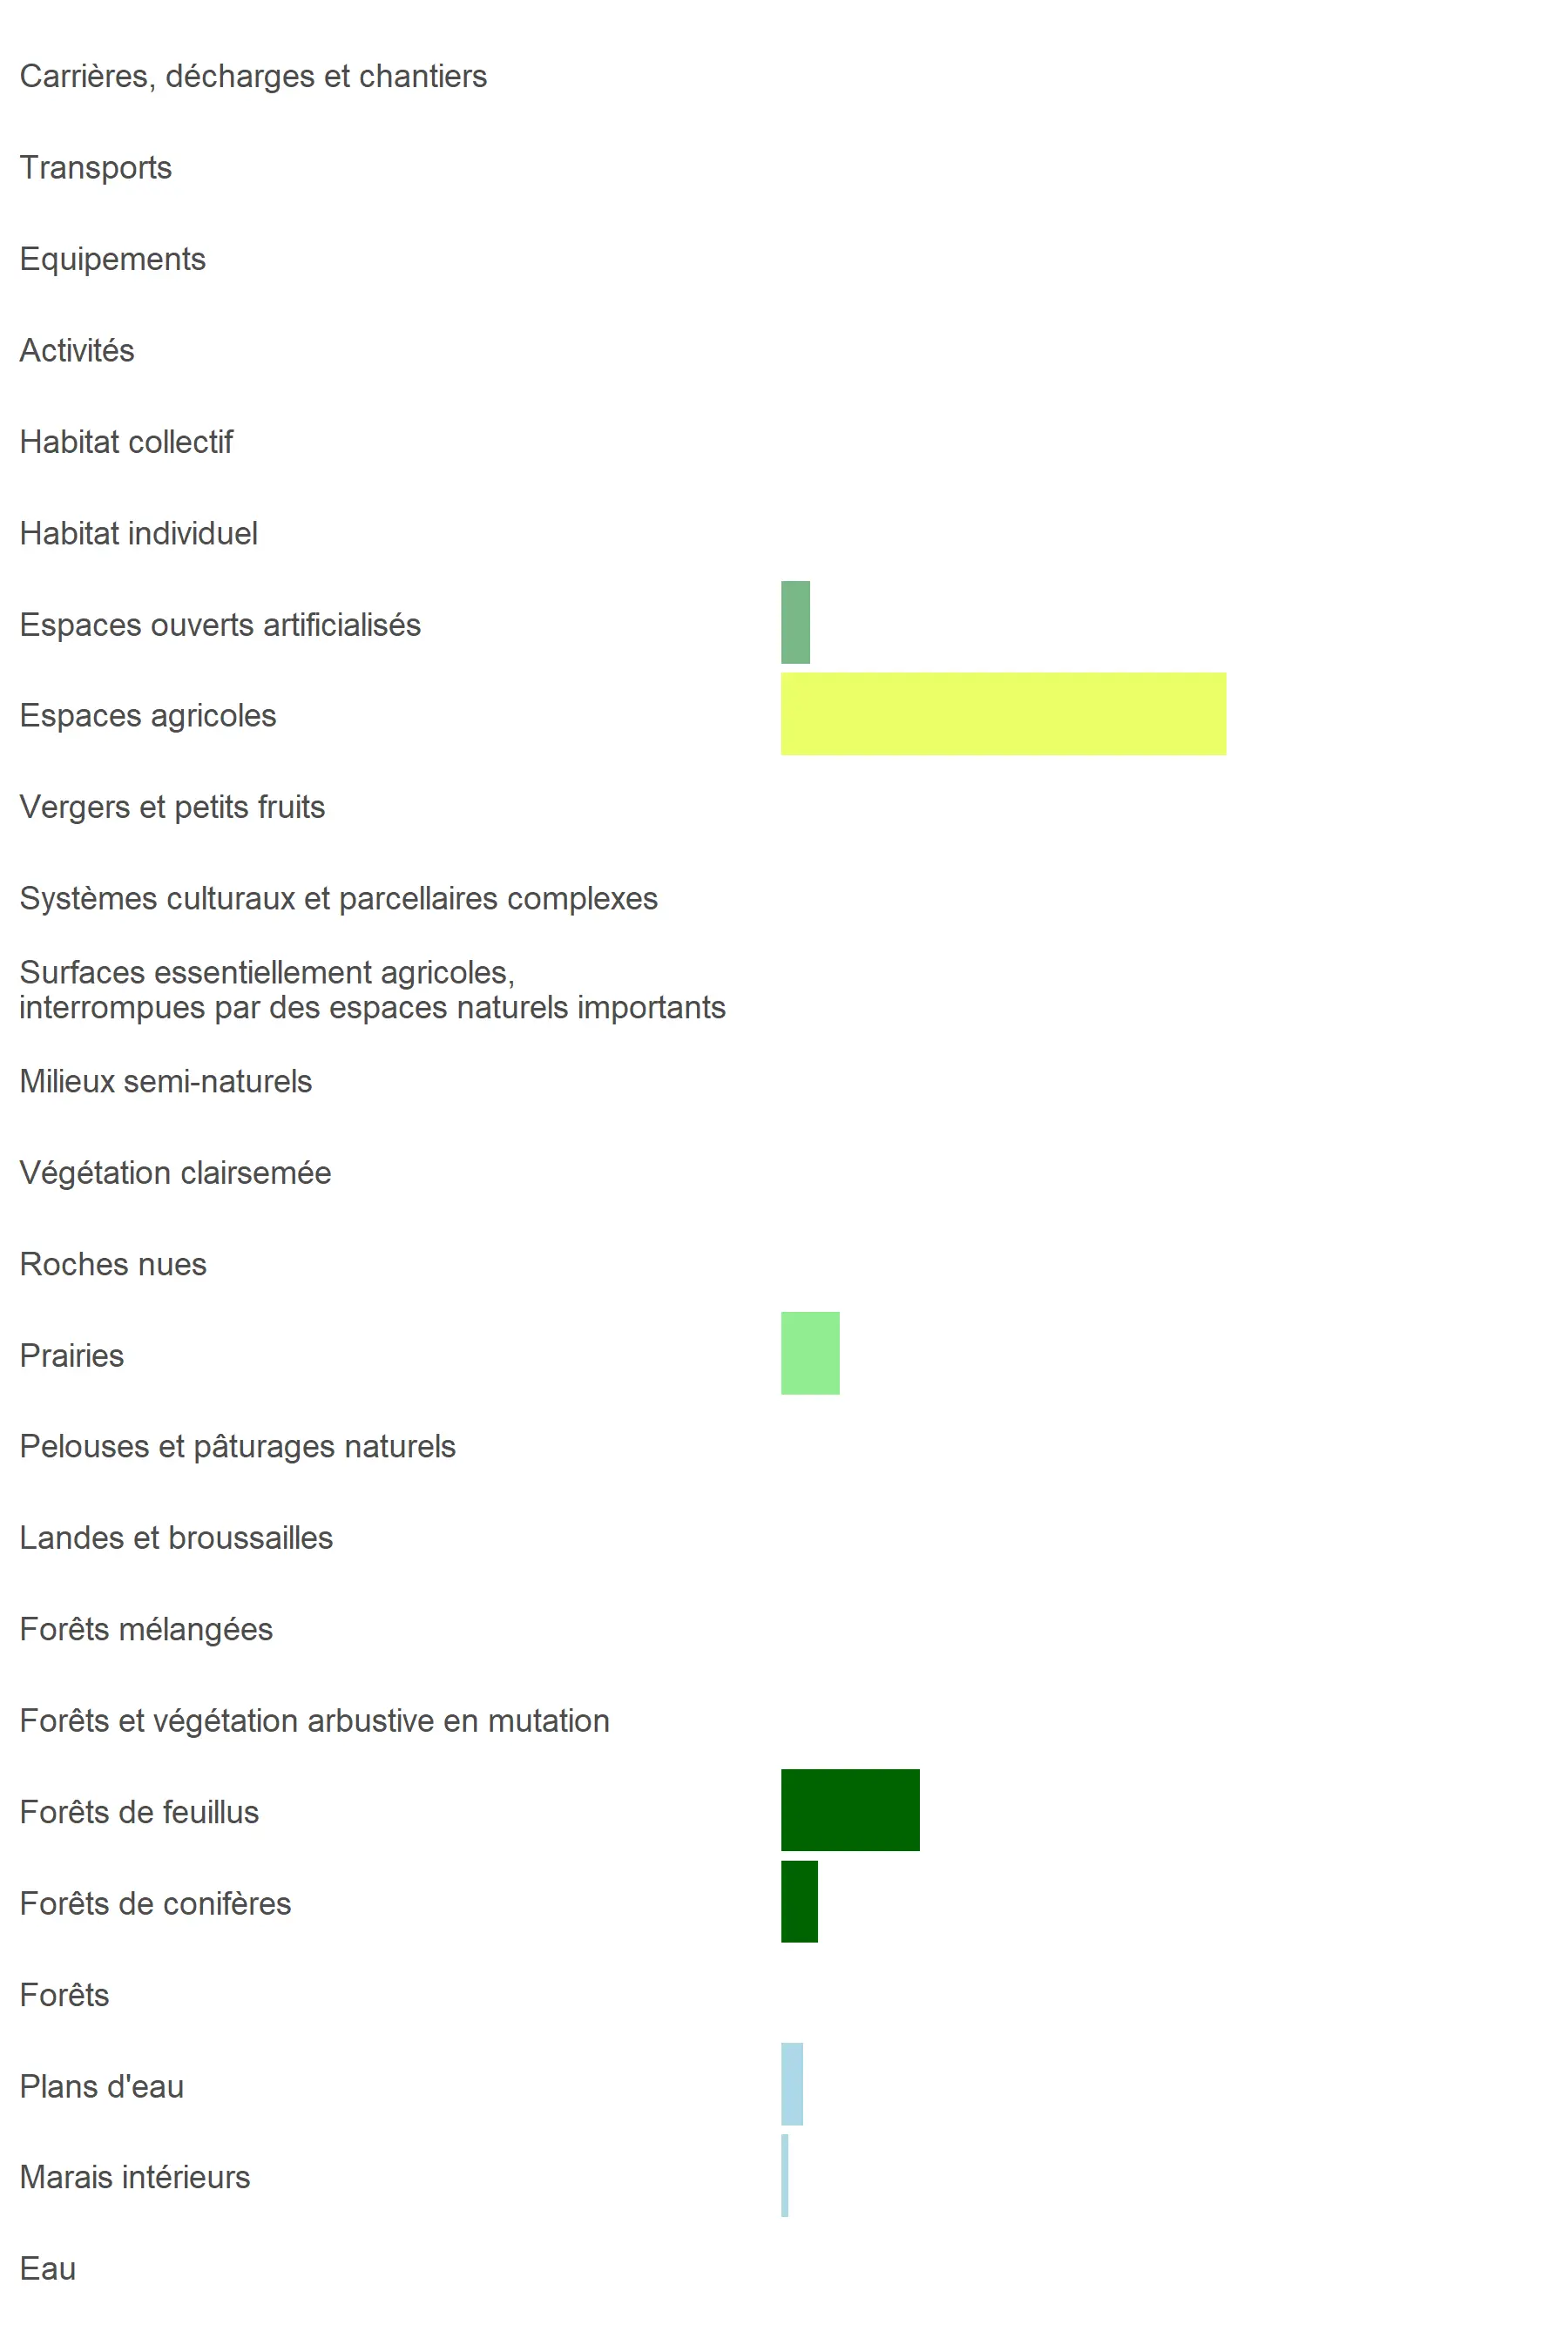 Carrières, décharges et chantiers
Transports
Equipements
Activités
Habitat collectif
Habitat individuel
Espaces ouverts artificialisés
Espaces agricoles
Vergers et petits fruits
Systèmes culturaux et parcellaires complexes
Surfaces essentiellement agricoles,
interrompues par des espaces naturels importants
Milieux semi-naturels
Végétation clairsemée
Roches nues
Prairies
Pelouses et pâturages naturels
Landes et broussailles
Forêts mélangées
Forêts et végétation arbustive en mutation
Forêts de feuillus
Forêts de conifères
Forêts
Plans d'eau
Marais intérieurs
Eau